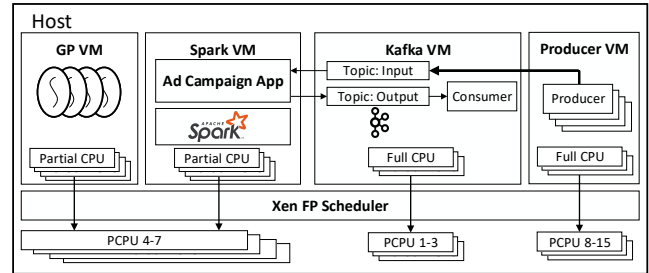 Host
GP VM
Spark VM
Kafka VM
Producer VM
Ad Campaign App
Topic: Input
Topic: Output
Consumer
Producer
APACHE
Spark
Partial CPU
Partial CPU
Full CPU
Full CPU
Xen FP Scheduler
PCPU 4-7
PCPU 1-3
PCPU 8-15